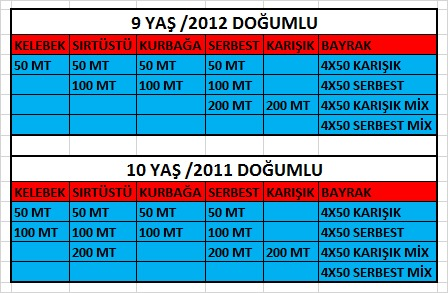 9 YAŞ /2012 DOĞUMLU
KELEBEK SIRTÜSTÜ KURBAĞA SERBEST KARIŞIK BAYRAK
50 MT 50 MT 50 MT 50 MT 4X50 KARIŞIK
100 MT 100 MT 100 MT 4X50 SERBEST
200 MT 200 MT 4X50 KARIŞIK MİX
4X50 SERBEST MİX
10 YAŞ /2011 DOĞUMLU
KELEBEK SIRTÜSTÜ KURBAĞA SERBEST KARIŞIK BAYRAK
50 MT 50 MT 50 MT 50 MT 4X50 KARIŞIK
100 MT 100 MT 100 MT 100 MT 4X50 SERBEST
200 MT 200 MT 200 MT 4X50 KARIŞIK MİX
4X50 SERBEST MİX